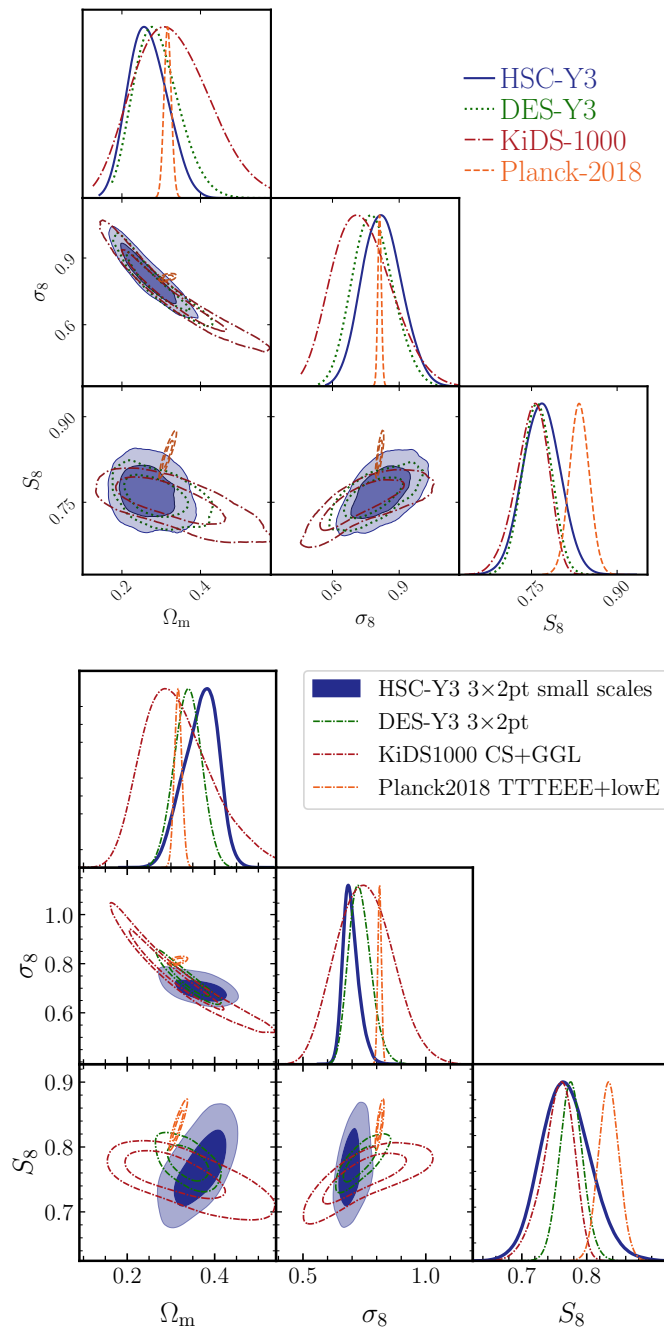 HSC-Y3
DES-Y3
KiDS-1000
Planck-2018
0.9
0.6
σ8
0.90
0.75
S8
0.2
0.4
Ωm
0.6
0.9
σ8
0.75
0.90
S8
HSC-Y3 3×2pt small scales
DES-Y3 3×2pt
KiDS1000 CS+GGL
Planck2018 TTTEEE+lowE
1.0
0.8
0.6
σ8
0.9
0.8
0.7
S8
0.2
0.4
Ωm
0.5
1.0
σ8
0.7
0.8
S8